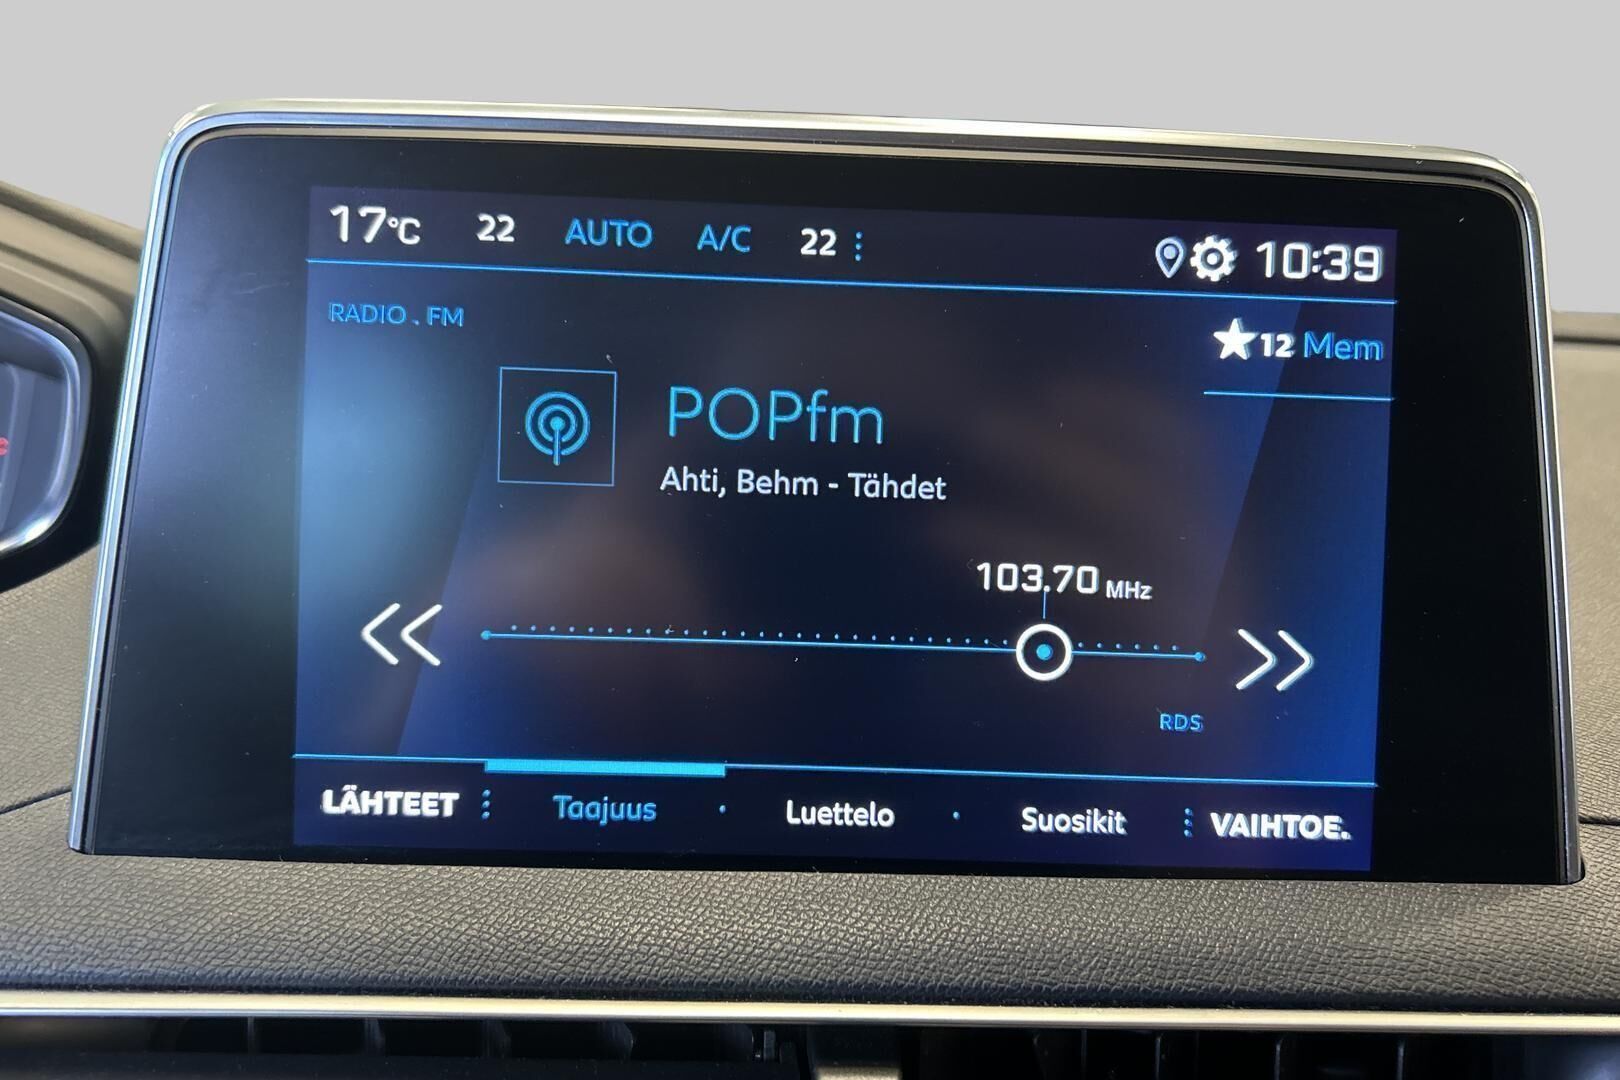 17°C 22 AUTO A/C 22 10:39
RADIO . FM
12 Mem
POPfm
Ahti, Behm - Tähdet
103.70 MHz
RDS
LÄHTEET Taajuus Luettelo Suosikit VAIHTOE.